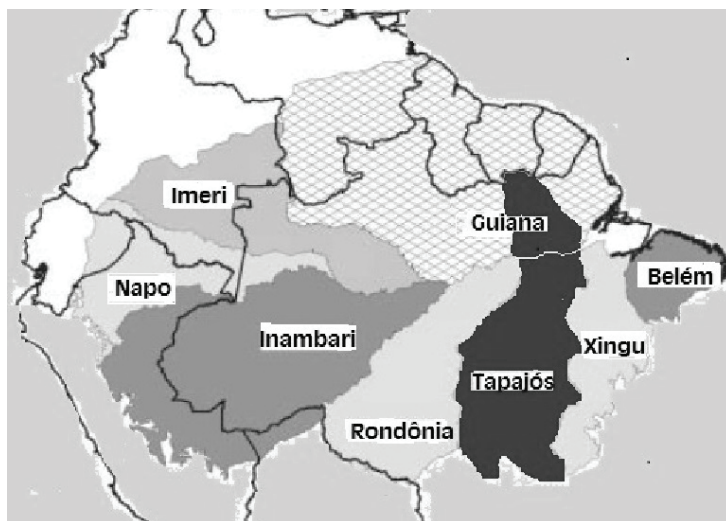 Imeri
Guiana
Napo
Belém
Inambari
Xingu
Tapajós
Rondônia